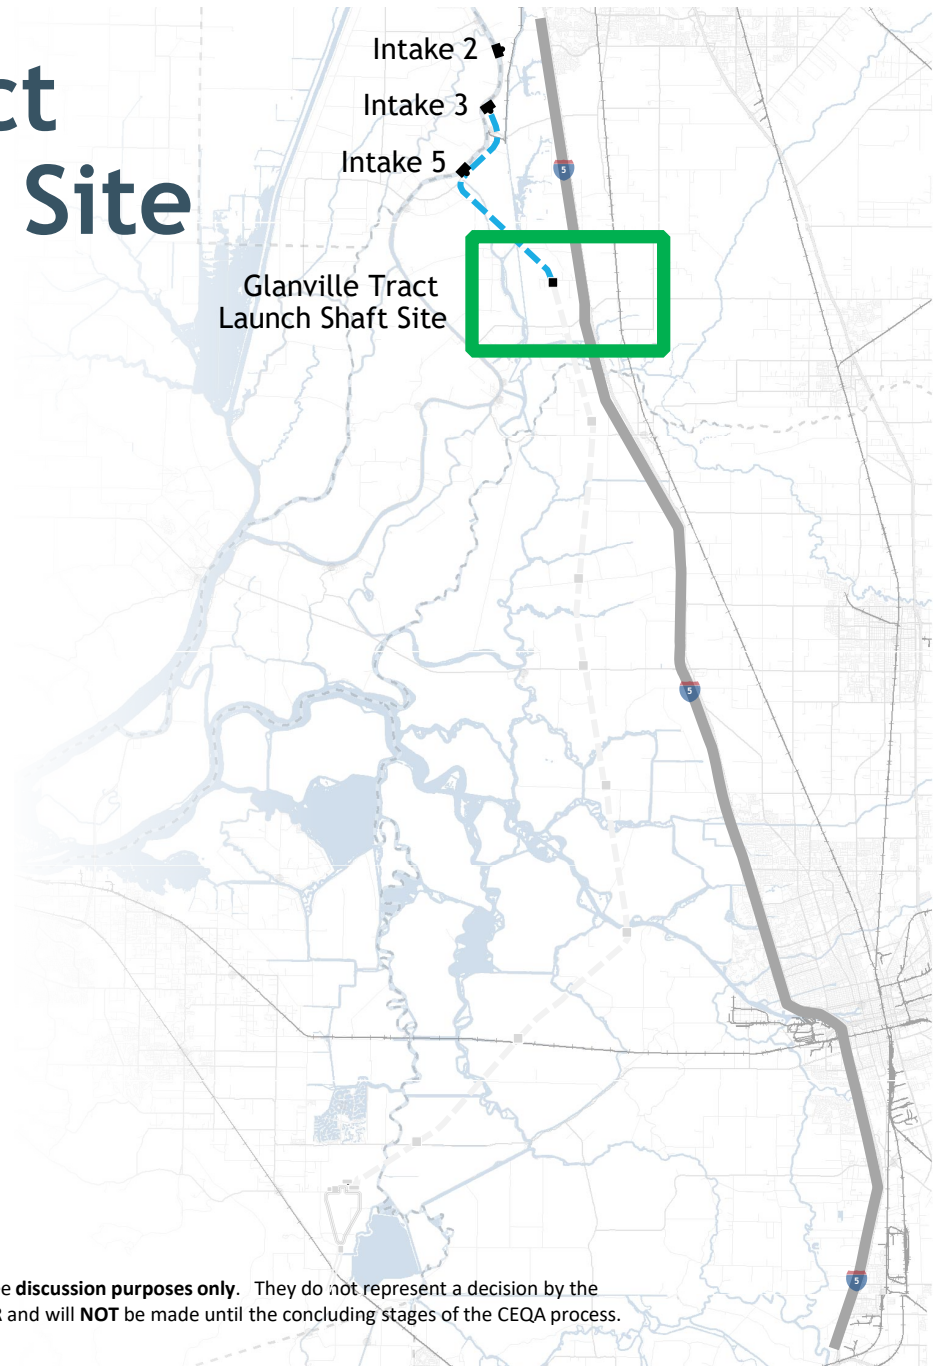 Intake 2
ct
Intake 3
Intake 5
Site
5
Glanville Tract
Launch Shaft Site
5
5
e discussion purposes only. They do not represent a decision by the
R and will NOT be made until the concluding stages of the CEQA process.